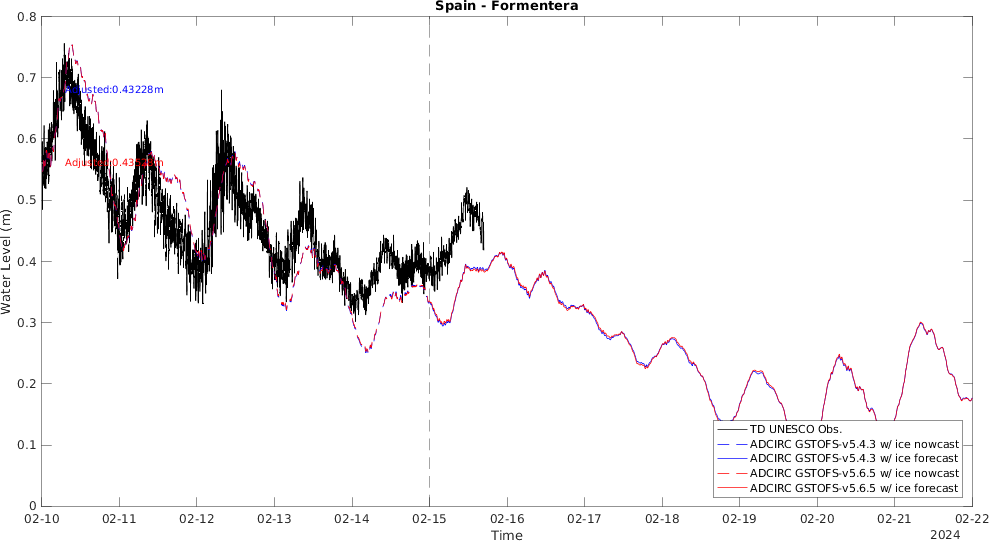 Spain - Formentera
0.8
0.7
0.6
0.5
0.4
0.3
0.2
0.1
0
Water Level (m)
Adjusted:0.43228m
TD UNESCO Obs.
ADCIRC GSTOFS-v5.4.3 w/ ice nowcast
ADCIRC GSTOFS-v5.4.3 w/ ice forecast
ADCIRC GSTOFS-v5.6.5 w/ ice nowcast
ADCIRC GSTOFS-v5.6.5 w/ ice forecast
02-10 02-11 02-12 02-13 02-14 02-15 02-16 02-17 02-18 02-19 02-20 02-21 02-22
Time
2024